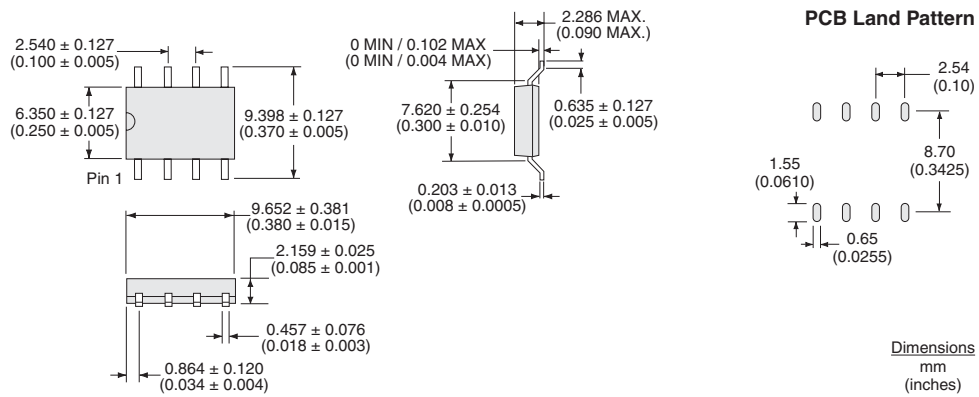 2.540 ± 0.127
(0.100 ± 0.005)
6.350 ± 0.127
(0.250 ± 0.005)
9.398 ± 0.127
(0.370 ± 0.005)
Pin 1
9.652 ± 0.381
(0.380 ± 0.015)
2.159 ± 0.025
(0.085 ± 0.001)
0.457 ± 0.076
(0.018 ± 0.003)
0.864 ± 0.120
(0.034 ± 0.004)
2.286 MAX.
(0.090 MAX.)
0 MIN / 0.102 MAX
(0 MIN / 0.004 MAX)
7.620 ± 0.254
(0.300 ± 0.010)
0.635 ± 0.127
(0.025 ± 0.005)
0.203 ± 0.013
(0.008 ± 0.0005)
PCB Land Pattern
2.54
(0.10)
8.70
(0.3425)
1.55
(0.0610)
0.65
(0.0255)
Dimensions
mm
(inches)